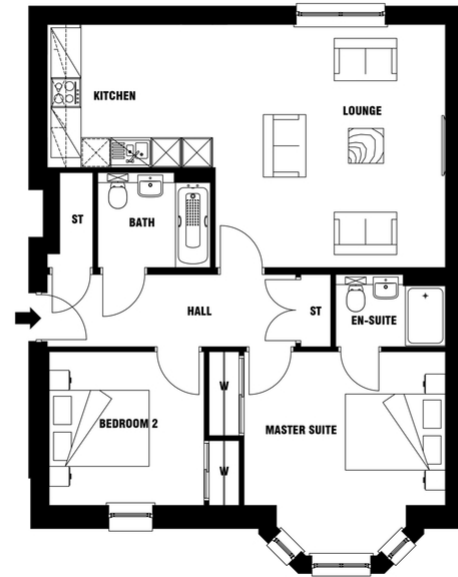 KITCHEN
LOUNGE
ST
BATH
HALL
ST
EN-SUITE
W
BEDROOM 2
MASTER SUITE
W